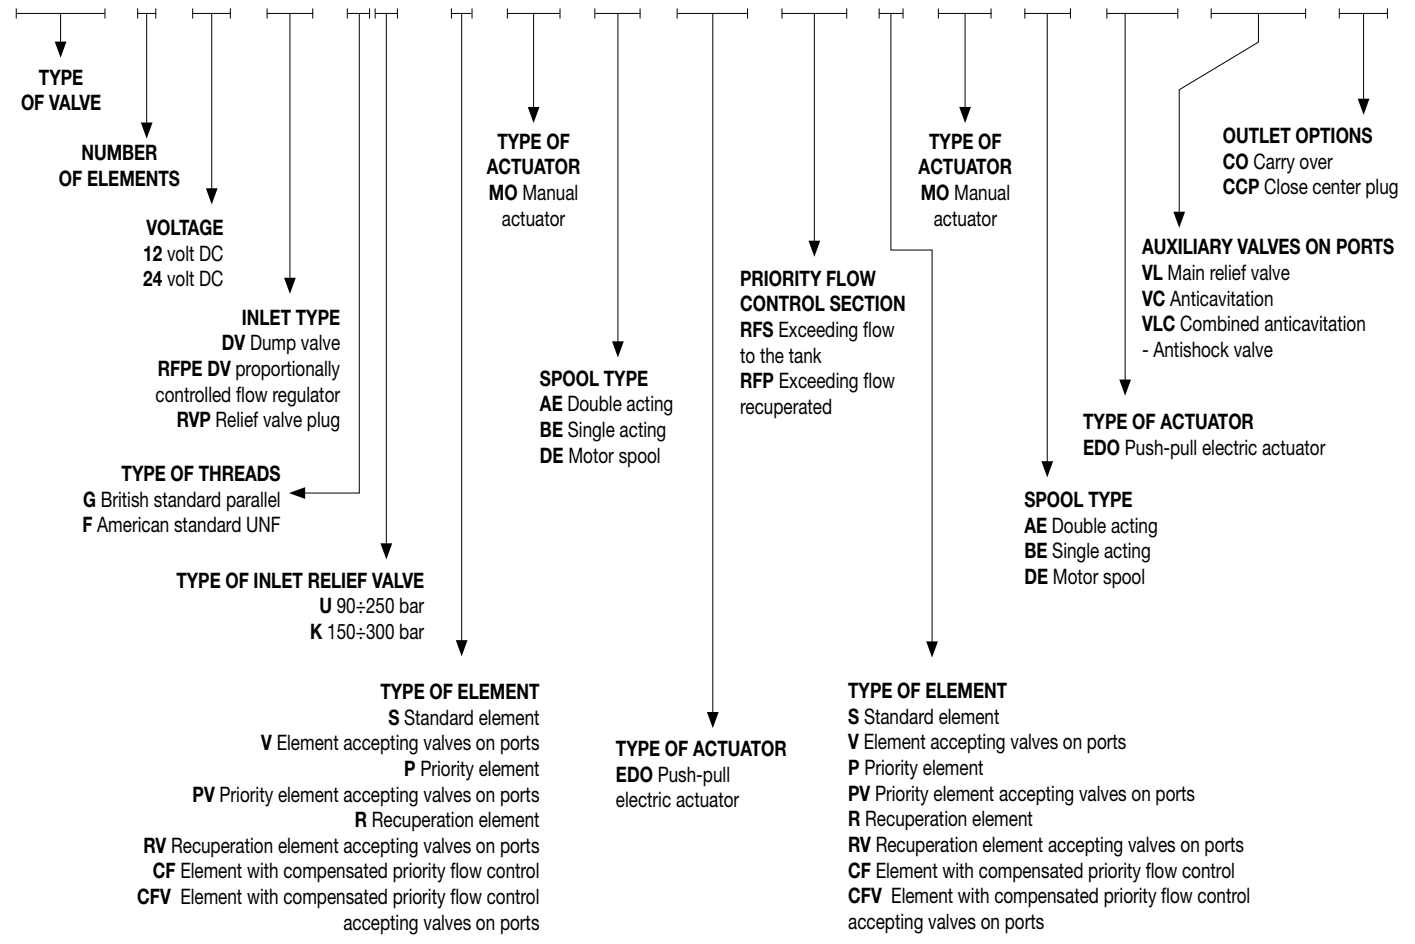 TYPE
OF VALVE
NUMBER
OF ELEMENTS
VOLTAGE
12 volt DC
24 volt DC
INLET TYPE
DV Dump valve
RFPE DV proportionally
controlled flow regulator
RVP Relief valve plug
TYPE OF THREADS
G British standard parallel
F American standard UNF
TYPE OF INLET RELIEF VALVE
U 90÷250 bar
K 150÷300 bar
TYPE OF ELEMENT
S Standard element
V Element accepting valves on ports
P Priority element
PV Priority element accepting valves on ports
R Recuperation element
RV Recuperation element accepting valves on ports
CF Element with compensated priority flow control
CFV Element with compensated priority flow control
accepting valves on ports
TYPE OF
ACTUATOR
MO Manual
actuator
SPOOL TYPE
AE Double acting
BE Single acting
DE Motor spool
TYPE OF ACTUATOR
EDO Push-pull
electric actuator
PRIORITY FLOW
CONTROL SECTION
RFS Exceeding flow
to the tank
RFP Exceeding flow
recuperated
TYPE OF ELEMENT
S Standard element
V Element accepting valves on ports
P Priority element
PV Priority element accepting valves on ports
R Recuperation element
RV Recuperation element accepting valves on ports
CF Element with compensated priority flow control
CFV Element with compensated priority flow control
accepting valves on ports
TYPE OF
ACTUATOR
MO Manual
actuator
SPOOL TYPE
AE Double acting
BE Single acting
DE Motor spool
TYPE OF ACTUATOR
EDO Push-pull electric actuator
AUXILIARY VALVES ON PORTS
VL Main relief valve
VC Anticavitation
VLC Combined anticavitation
- Antishock valve
OUTLET OPTIONS
CO Carry over
CCP Close center plug